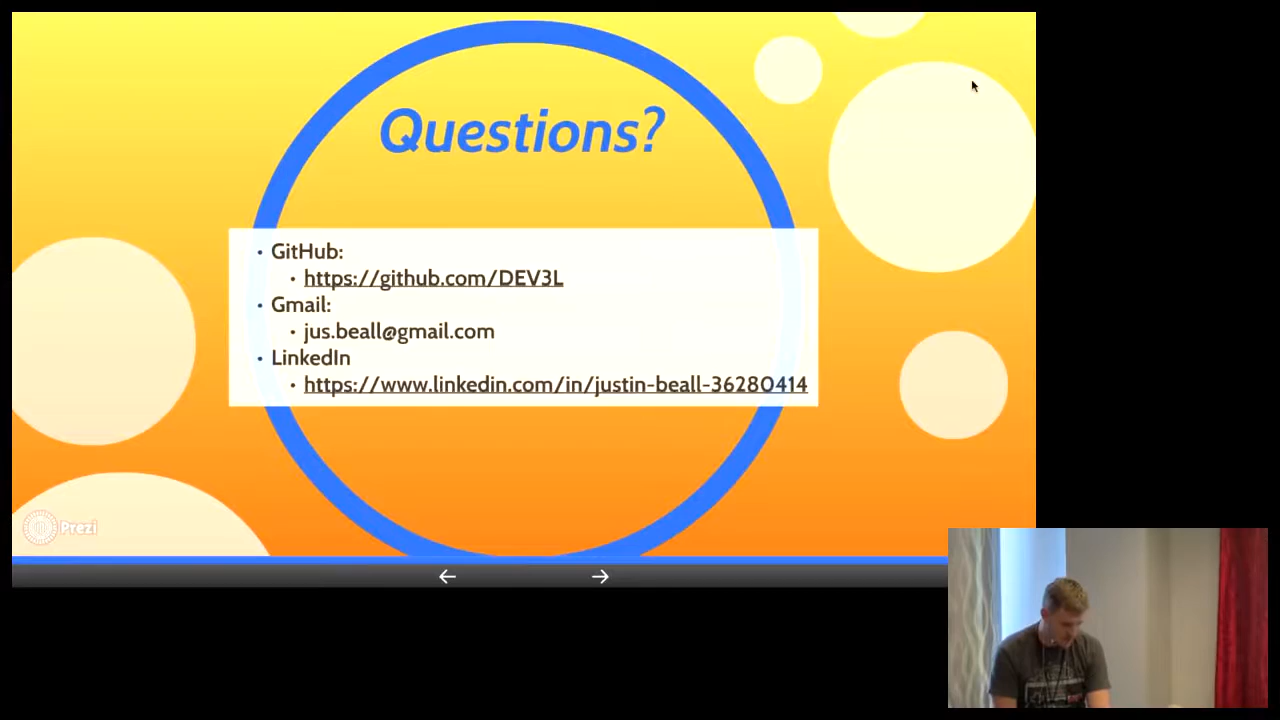 Questions?
• GitHub:
• https://github.com/DEV3L
• Gmail:
• jus.beall@gmail.com
• LinkedIn
• https://www.linkedin.com/in/justin-beall-36280414
Prezi